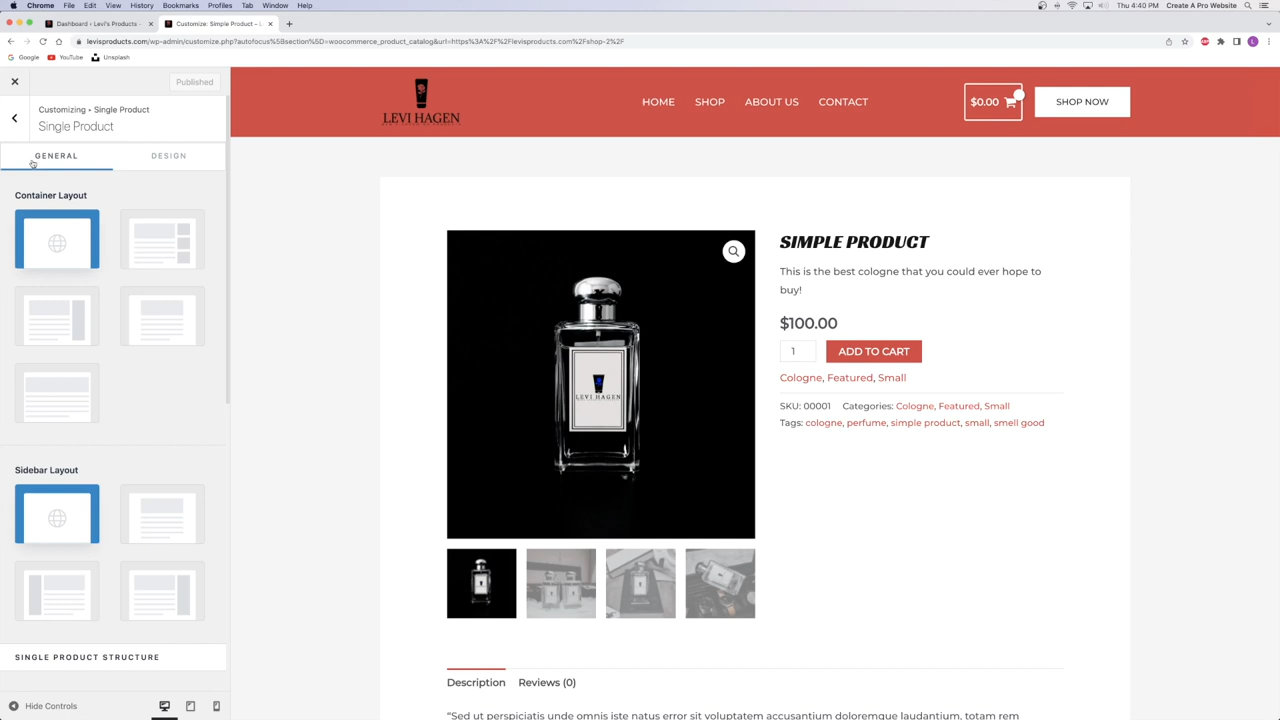 Chrome File Edit View History Bookmarks Profiles Tab Window Help
Thu 4:40 PM Create A Pro Website
Dashboard ‹ Levi's Products -
Customize: Simple Product – L
levisproducts.com/wp-admin/customize.php?autofocus%5Bsection%5D=woocommerce_product_catalog&url=https%3A%2F%2Flevisproducts.com%2Fshop-2%2F
Google YouTube Unsplash
Published
Customizing • Single Product
Single Product
GENERAL DESIGN
Container Layout
Sidebar Layout
SINGLE PRODUCT STRUCTURE
Hide Controls
LEVI HAGEN
HOME SHOP ABOUT US CONTACT
$0.00
SHOP NOW
LEVI HAGEN
SIMPLE PRODUCT
This is the best cologne that you could ever hope to
buy!
$100.00
1 ADD TO CART
Cologne, Featured, Small
SKU: 00001 Categories: Cologne, Featured, Small
Tags: cologne, perfume, simple product, small, smell good
Description Reviews (0)
“Sed ut perspiciatis unde omnis iste natus error sit voluptatem accusantium doloremque laudantium, totam rem